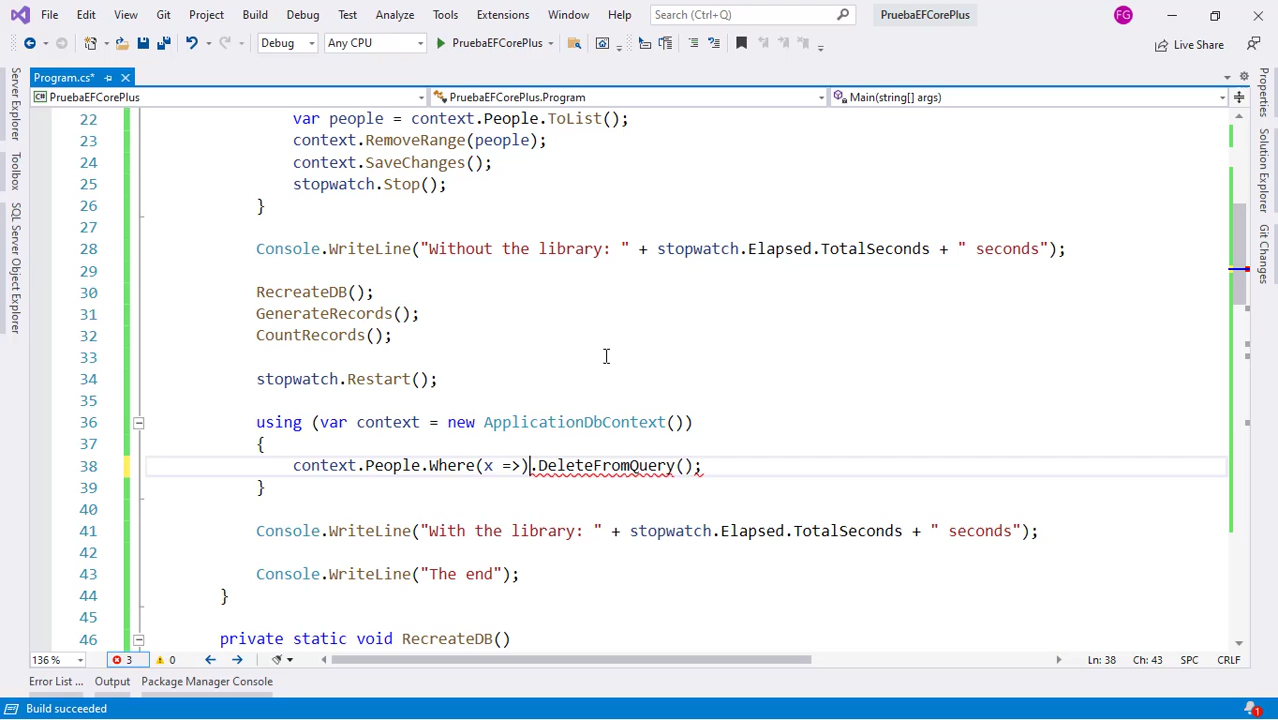 File Edit View Git Project Build Debug Test Analyze Tools Extensions Window Help Search (Ctrl+Q) PruebaEFCorePlus FG
Debug Any CPU PruebaEFCorePlus Live Share
Program.cs*
PruebaEFCorePlus PruebaEFCorePlus.Program Main(string[] args)
Server Explorer
Toolbox
SQL Server Object Explorer
22 var people = context.People.ToList();
23 context.RemoveRange(people);
24 context.SaveChanges();
25 stopwatch.Stop();
26 }
27
28 Console.WriteLine("Without the library: " + stopwatch.Elapsed.TotalSeconds + " seconds");
29
30 RecreateDB();
31 GenerateRecords();
32 CountRecords();
33
34 stopwatch.Restart();
35
36 using (var context = new ApplicationDbContext())
37 {
38 context.People.Where(x =>).DeleteFromQuery();
39 }
40
41 Console.WriteLine("With the library: " + stopwatch.Elapsed.TotalSeconds + " seconds");
42
43 Console.WriteLine("The end");
44 }
45
46 private static void RecreateDB()
Properties
Solution Explorer
Git Changes
136 % 3 0 Ln: 38 Ch: 43 SPC CRLF
Error List ... Output Package Manager Console
Build succeeded 1